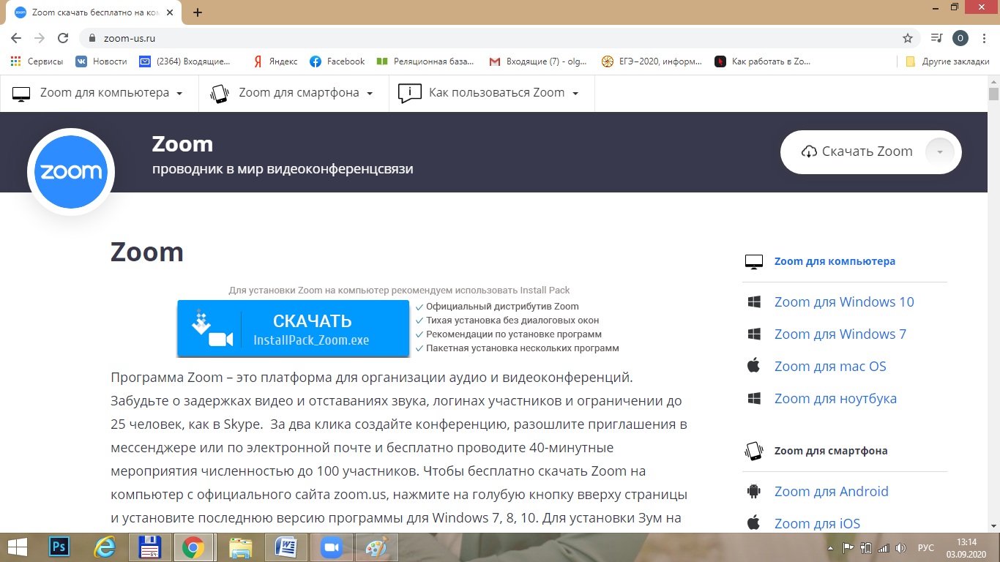 Zoom скачать бесплатно на ком
zoom-us.ru
О
Сервисы
Новости
(2364) Входящие...
Яндекс
Facebook
Реляционная база...
Входящие (7) - olg...
ЕГЭ–2020, информ...
Как работать в Zo...
Другие закладки
Zoom для компьютера
Zoom для смартфона
Как пользоваться Zoom
zoom
Zoom
проводник в мир видеоконференцсвязи
Скачать Zoom
Zoom
Для установки Zoom на компьютер рекомендуем использовать Install Pack
СКАЧАТЬ
InstallPack_Zoom.exe
Официальный дистрибутив Zoom
Тихая установка без диалоговых окон
Рекомендации по установке программ
Пакетная установка нескольких программ
Программа Zoom – это платформа для организации аудио и видеоконференций.
Забудьте о задержках видео и отставаниях звука, логинах участников и ограничении до
25 человек, как в Skype. За два клика создайте конференцию, разошлите приглашения в
мессенджере или по электронной почте и бесплатно проводите 40-минутные
мероприятия численностью до 100 участников. Чтобы бесплатно скачать Zoom на
компьютер с официального сайта zoom.us, нажмите на голубую кнопку вверху страницы
и установите последнюю версию программы для Windows 7, 8, 10. Для установки Зум на
Zoom для компьютера
Zoom для Windows 10
Zoom для Windows 7
Zoom для mac OS
Zoom для ноутбука
Zoom для смартфона
Zoom для Android
Zoom для iOS
Ps
64
РУС
13:14
03.09.2020